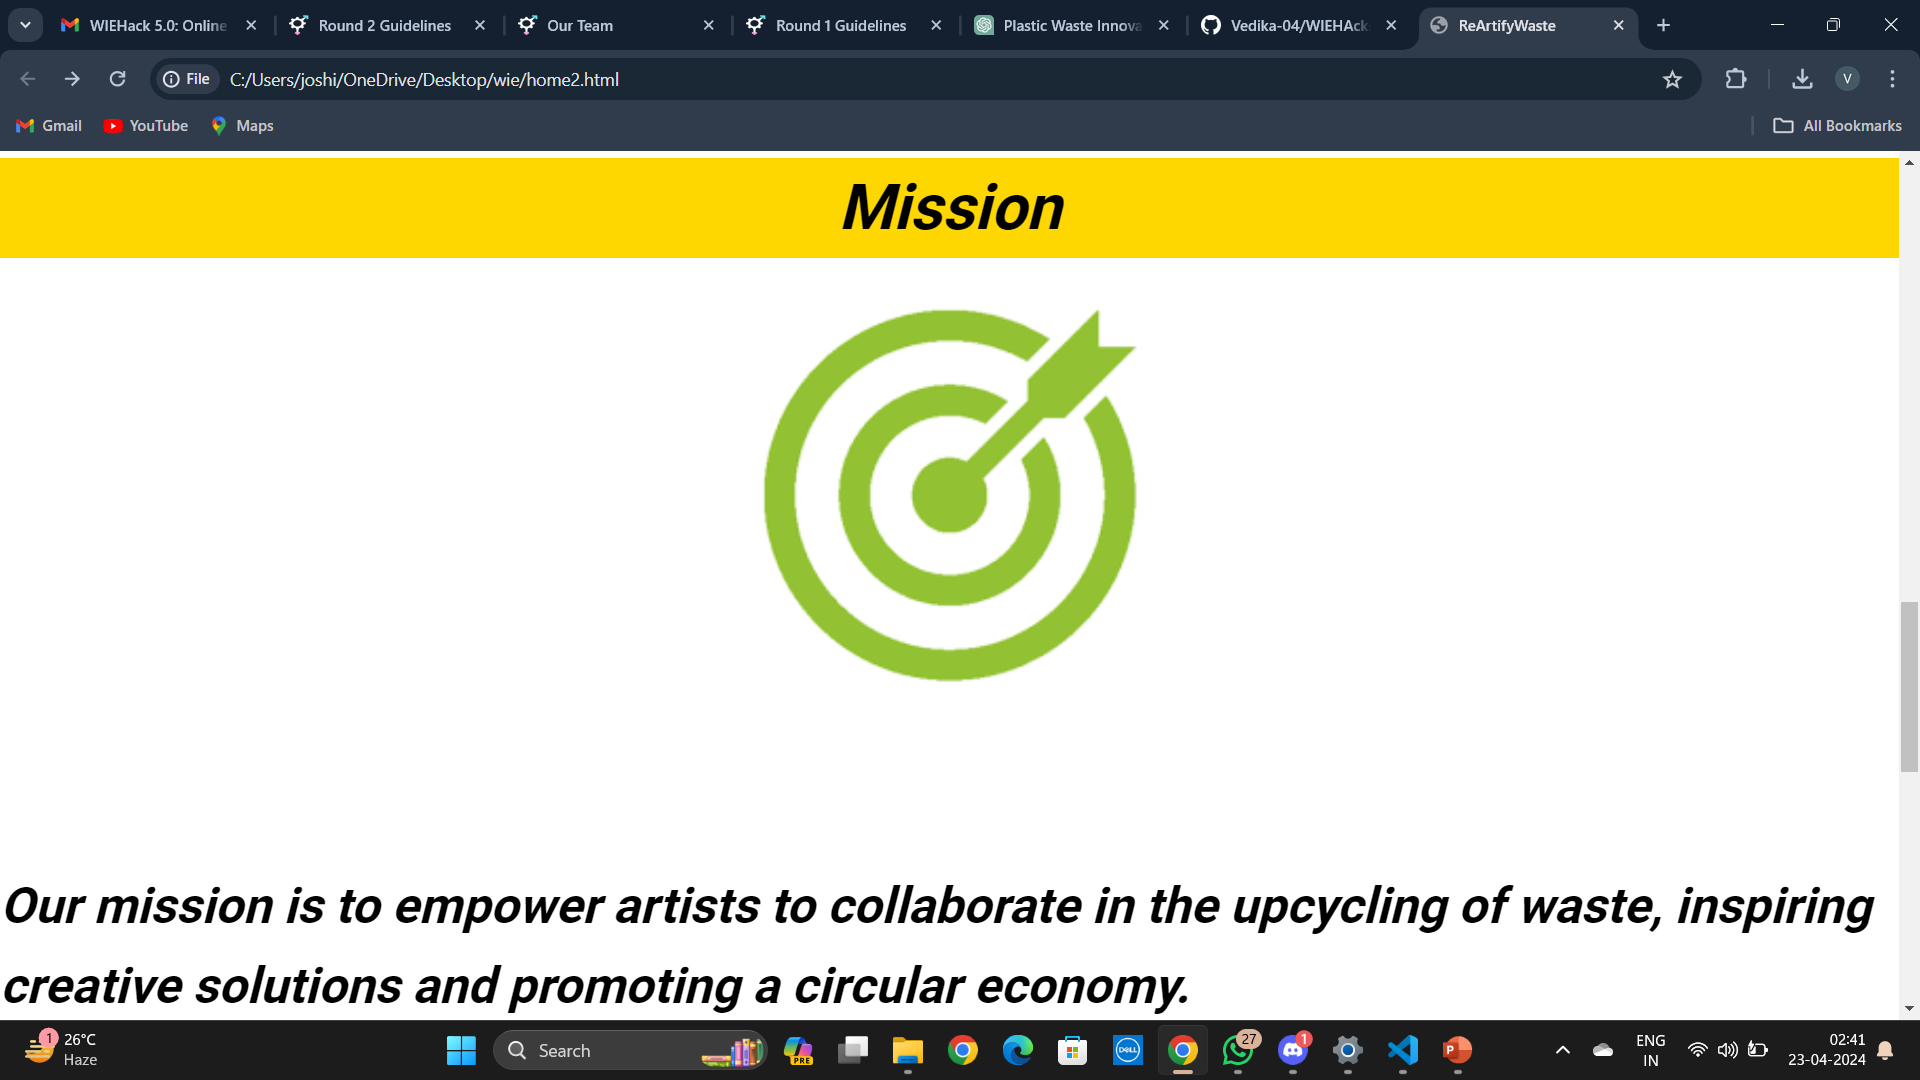 WIEHack 5.0: Online
Round 2 Guidelines
Our Team
Round 1 Guidelines
Plastic Waste Innova
Vedika-04/WIEHAck
ReArtifyWaste
File
C:/Users/joshi/OneDrive/Desktop/wie/home2.html
V
Gmail
YouTube
Maps
All Bookmarks
Mission
Our mission is to empower artists to collaborate in the upcycling of waste, inspiring
creative solutions and promoting a circular economy.
1
26°C
Haze
Search
PRE
DELL
27
1
P
ENG
IN
02:41
23-04-2024